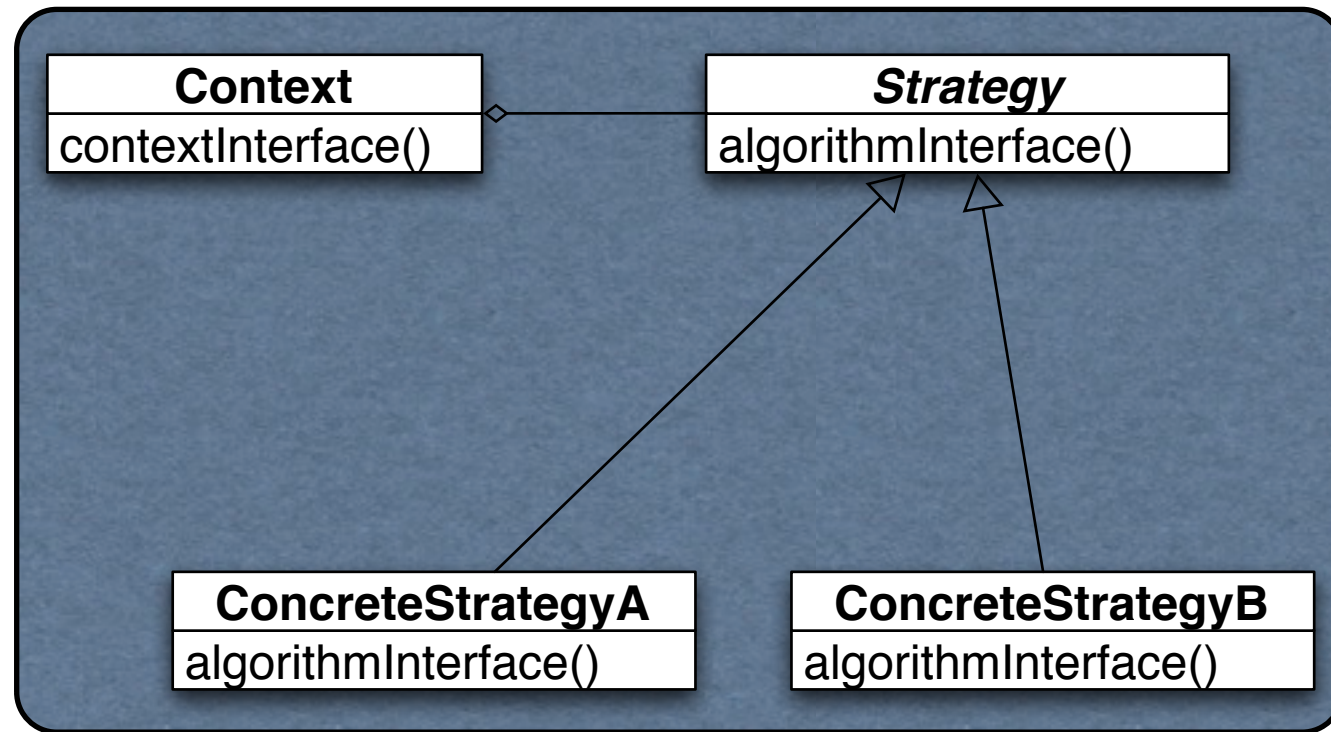 Context
contextInterface()
Strategy
algorithmInterface()
ConcreteStrategyA
algorithmInterface()
ConcreteStrategyB
algorithmInterface()